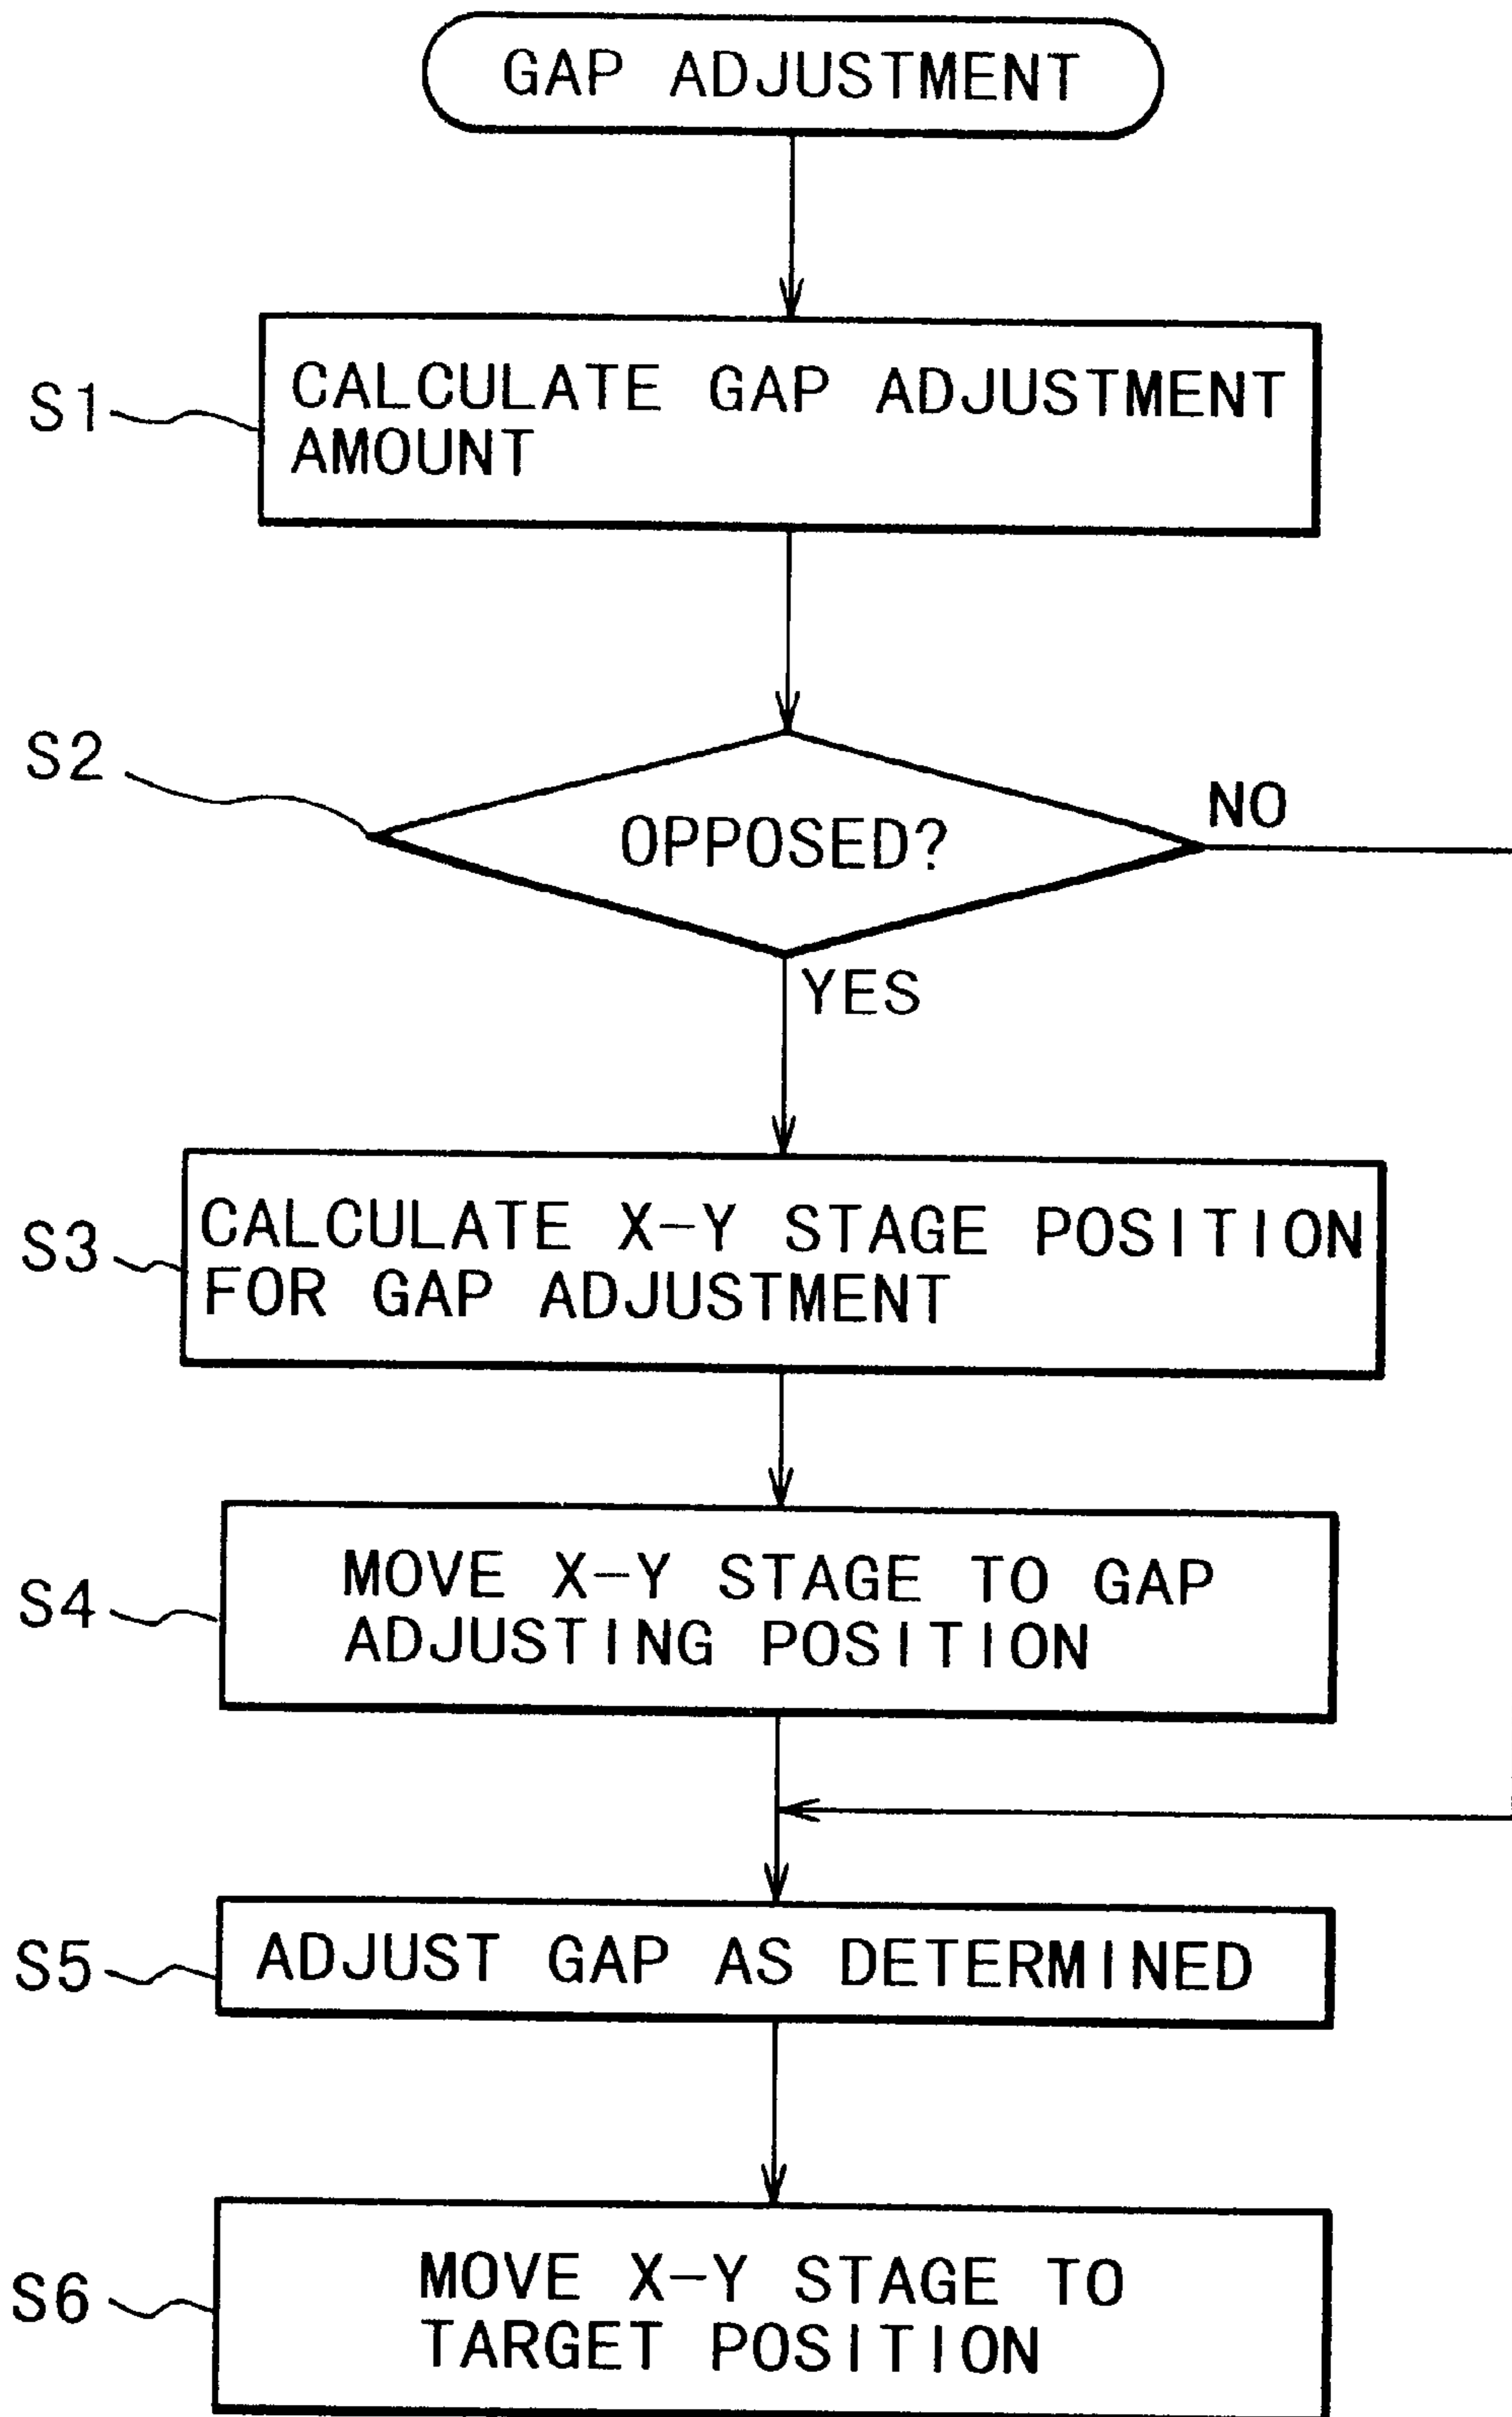 GAP ADJUSTMENT
S1
CALCULATE GAP ADJUSTMENT
AMOUNT
S2
OPPOSED?
NO
YES
S3
CALCULATE X-Y STAGE POSITION
FOR GAP ADJUSTMENT
S4
MOVE X-Y STAGE TO GAP
ADJUSTING POSITION
S5
ADJUST GAP AS DETERMINED
S6
MOVE X-Y STAGE TO
TARGET POSITION